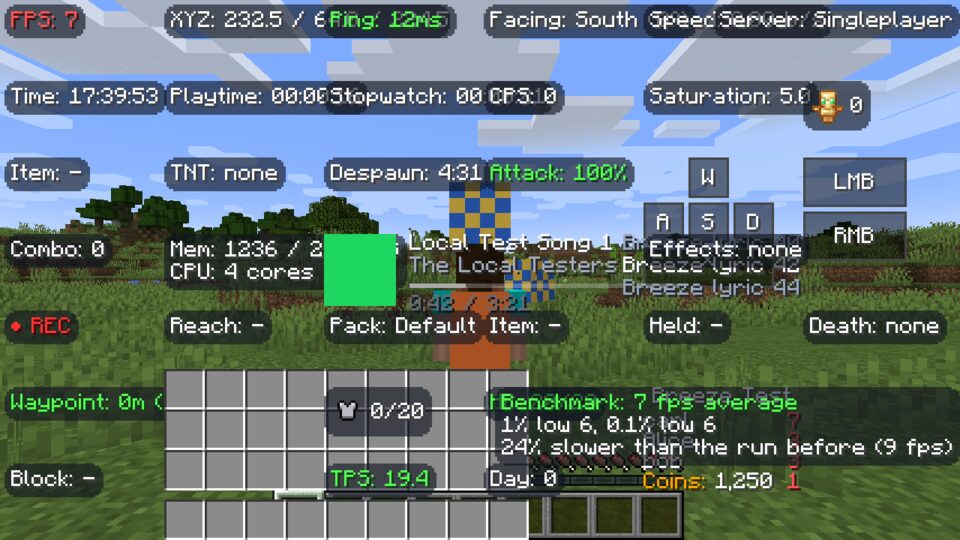 FPS: 7
XYZ: 232.5 / 6
Ping: 12ms
Facing: South
Speed
Server: Singleplayer
Time: 17:39:53
Playtime: 00:00
Stopwatch: 00
CPS: 0
Saturation: 5.0
0
Item: -
TNT: none
Despawn: 4:31
Attack: 100%
W
LMB
A
S
D
RMB
Combo: 0
Mem: 1236 / 2
CPU: 4 cores
Local Test Song 1
The Local Testers
0:42 / 3:21
Effects: none
Breeze lyric 42
Breeze lyric 44
• REC
Reach: -
Pack: Default
Item: -
Held: -
Death: none
Waypoint: 0m (
0/20
Breeze Test
Benchmark: 7 fps average
1% low 6, 0.1% low 6
24% slower than the run before (9 fps)
Block: -
TPS: 19.4
Day: 0
Coins: 1,250
1